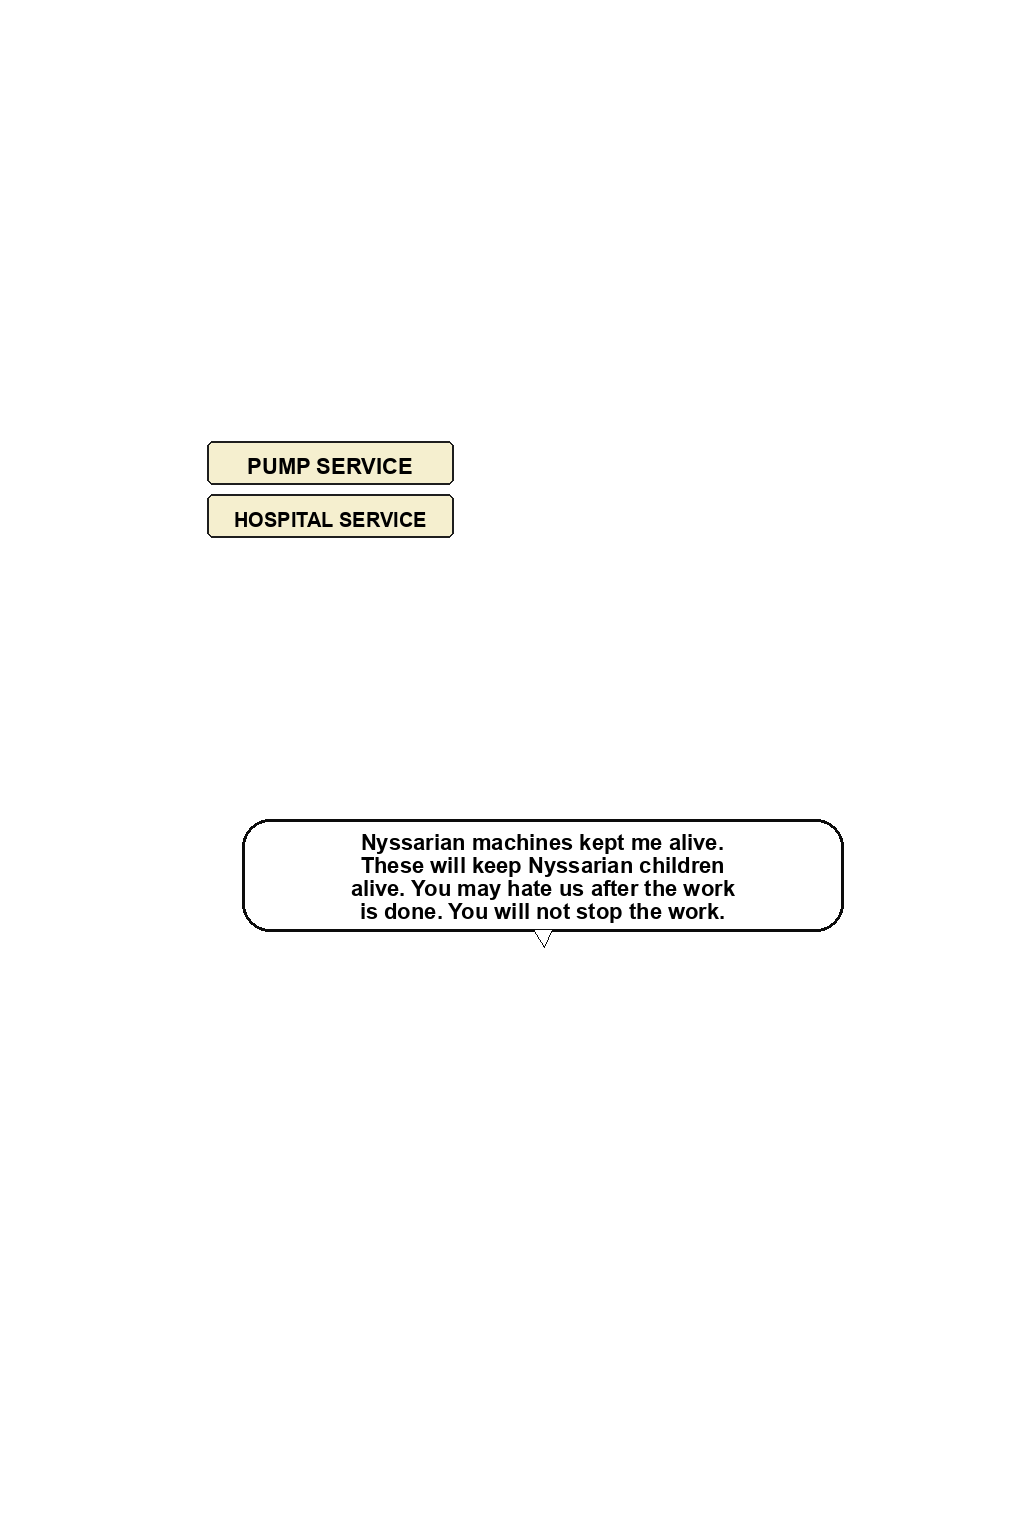 PUMP SERVICE
HOSPITAL SERVICE
Nyssarian machines kept me alive.
These will keep Nyssarian children
alive. You may hate us after the work
is done. You will not stop the work.